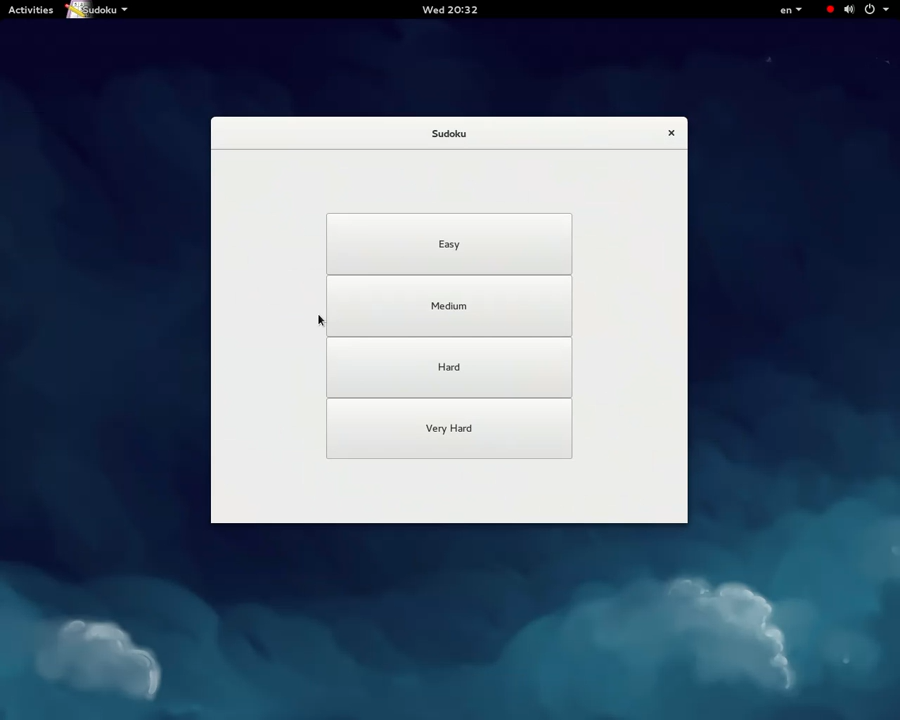 Activities Sudoku Wed 20:32 en
Sudoku
Easy
Medium
Hard
Very Hard